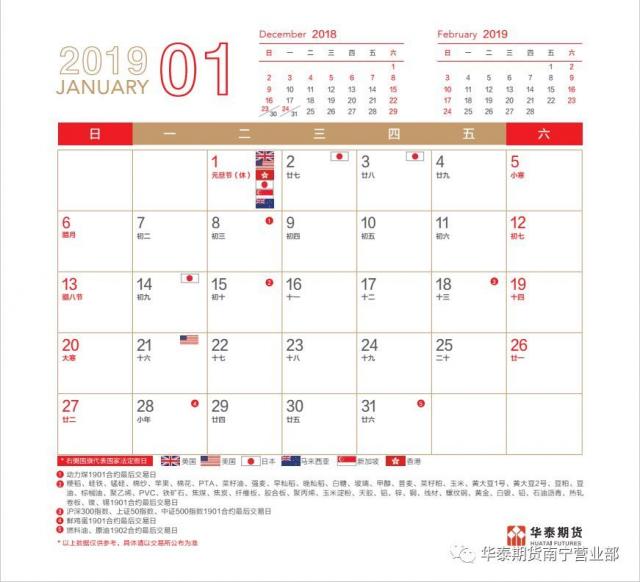 2019
JANUARY
01
December 2018
日 一 二 三 四 五 六
1
2 3 4 5 6 7 8
9 10 11 12 13 14 15
16 17 18 19 20 21 22
23/30 24/31 25 26 27 28 29
February 2019
日 一 二 三 四 五 六
1 2
3 4 5 6 7 8 9
10 11 12 13 14 15 16
17 18 19 20 21 22 23
24 25 26 27 28
日 一 二 三 四 五 六
1 2 3 4 5
元旦节（休） 廿七 廿八 廿九 小寒
6 7 8 ① 9 10 11 12
腊月 初二 初三 初四 初五 初六 初七
13 14 15 ② 16 17 18 ③ 19
腊八节 初九 初十 十一 十二 十三 十四
20 21 22 23 24 25 26
大寒 十六 十七 十八 十九 二十 廿一
27 28 ④ 29 30 31 ⑤
廿二 小年 廿四 廿五 廿六
* 右奥国旗代表国家法定假日 英国 美国 日本 马来西亚 新加坡 香港
① 动力煤1901合约最后交易日
② 粳稻、硅铁、锰硅、棉纱、苹果、棉花、PTA、菜籽油、强麦、早籼稻、晚籼稻、白糖、玻璃、甲醇、普麦、菜籽粕、玉米、黄大豆1号、黄大豆2号、豆粕、豆
油、棕榈油、聚乙烯、PVC、铁矿石、焦煤、焦炭、纤维板、胶合板、聚丙烯、玉米淀粉、天胶、铝、锌、铜、线材、螺纹钢、黄金、白银、铅、石油沥青、热轧
卷板、镍、锡1901合约最后交易日
③ 沪深300指数、上证50指数、中证500指数1901合约最后交易日
④ 鲜鸡蛋1901合约最后交易日
⑤ 燃料油、原油1902合约最后交易日
* 以上数据仅供参考，具体请以交易所公布为准
华泰期货
HUATAI FUTURES
华泰期货南宁营业部